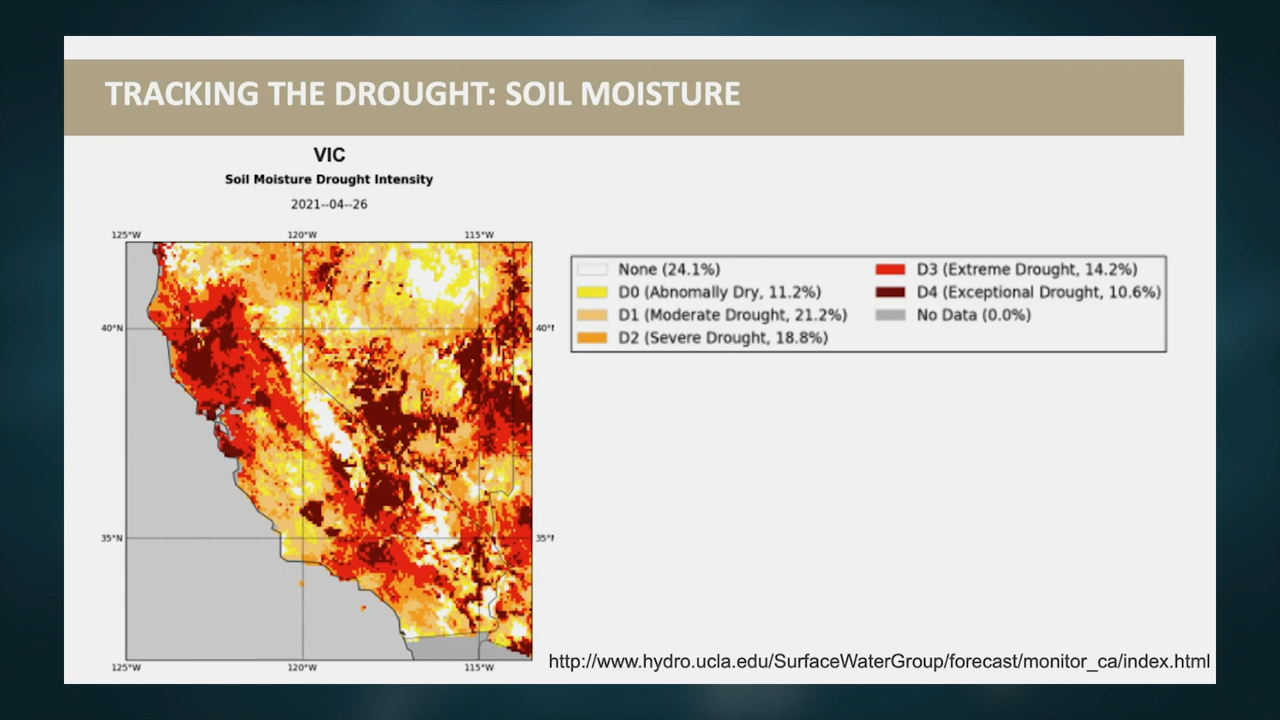 TRACKING THE DROUGHT: SOIL MOISTURE
VIC
Soil Moisture Drought Intensity
2021--04--26
125°W 120°W 115°W
40°N 40°N
35°N 35°N
125°W 120°W 115°W
None (24.1%)
D0 (Abnomally Dry, 11.2%)
D1 (Moderate Drought, 21.2%)
D2 (Severe Drought, 18.8%)
D3 (Extreme Drought, 14.2%)
D4 (Exceptional Drought, 10.6%)
No Data (0.0%)
http://www.hydro.ucla.edu/SurfaceWaterGroup/forecast/monitor_ca/index.html